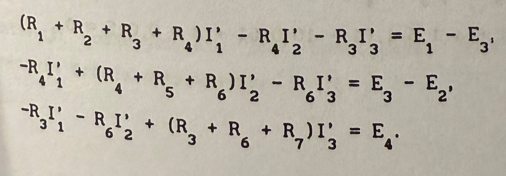 (R₁ + R₂ + R₃ + R₄)I'₁ - R₄I'₂ - R₃I'₃ = E₁ - E₃,
-R₄I'₁ + (R₄ + R₅ + R₆)I'₂ - R₆I'₃ = E₃ - E₂,
-R₃I'₁ - R₆I'₂ + (R₃ + R₆ + R₇)I'₃ = E₄.